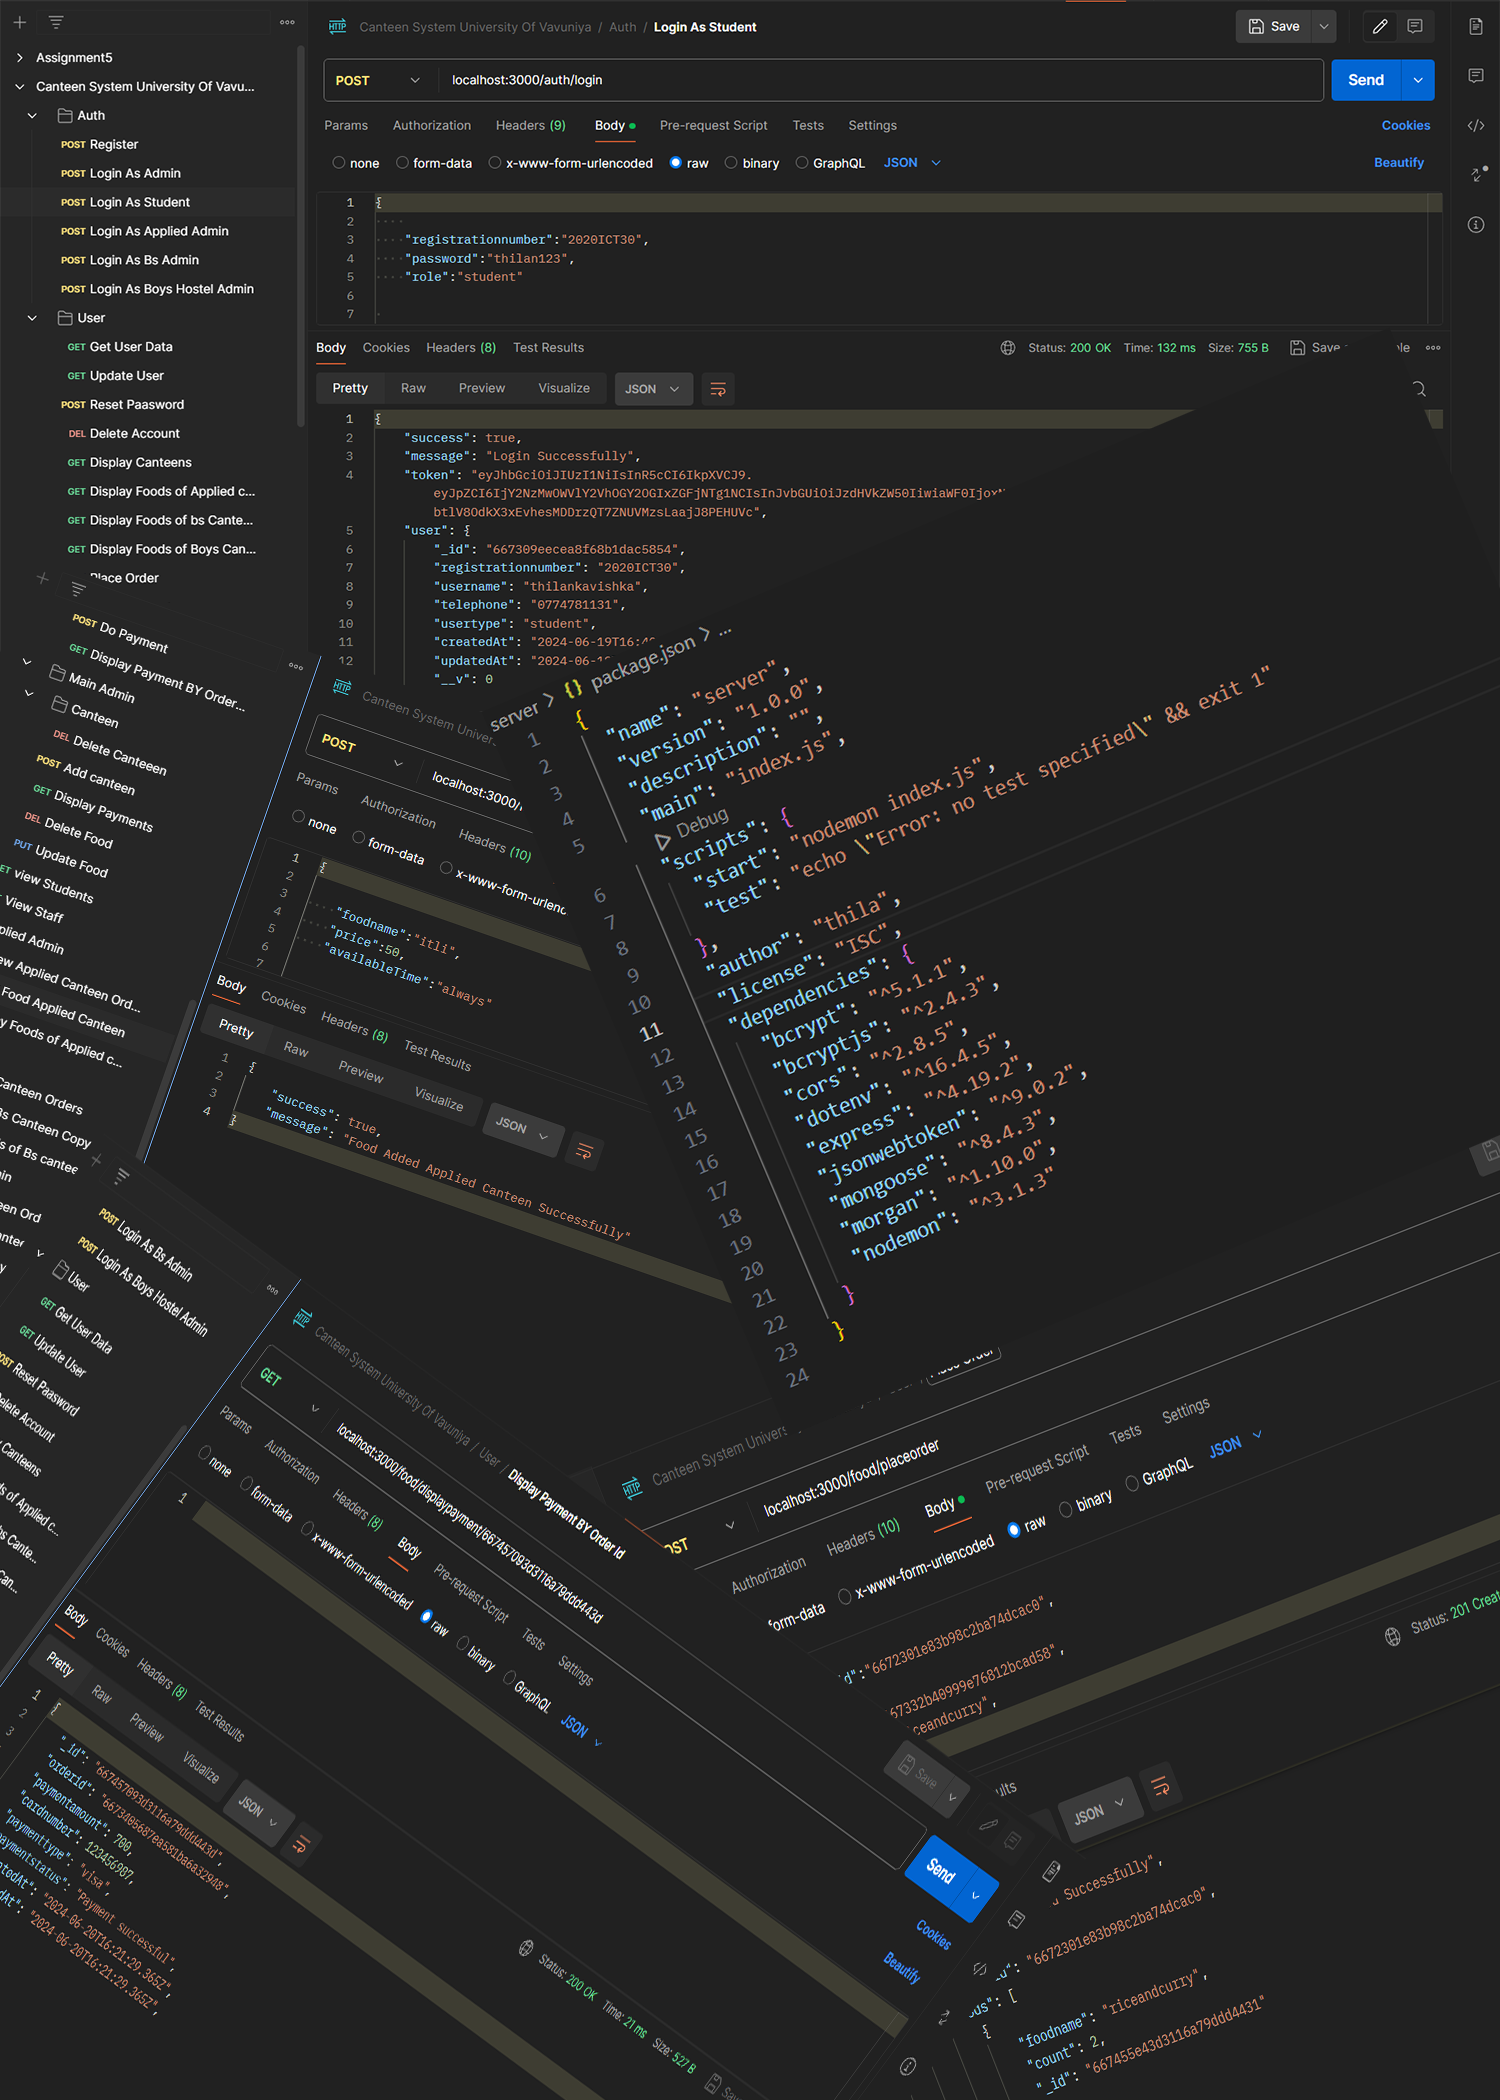 Canteen System University Of Vavuniya / Auth / Login As Student
Save
Assignment5
Canteen System University Of Vavu...
Auth
POST Register
POST Login As Admin
POST Login As Student
POST Login As Applied Admin
POST Login As Bs Admin
POST Login As Boys Hostel Admin
User
GET Get User Data
GET Update User
POST Reset Paasword
DEL Delete Account
GET Display Canteens
GET Display Foods of Applied c...
GET Display Foods of bs Cante...
GET Display Foods of Boys Can...
Place Order
POST localhost:3000/auth/login
Send
Params Authorization Headers (9) Body Pre-request Script Tests Settings Cookies
none form-data x-www-form-urlencoded raw binary GraphQL JSON Beautify
1 {
2
3 "registrationnumber":"2020ICT30",
4 "password":"thilan123",
5 "role":"student"
6
7
Body Cookies Headers (8) Test Results Status: 200 OK Time: 132 ms Size: 755 B
Pretty Raw Preview Visualize JSON
1 {
2 "success": true,
3 "message": "Login Successfully",
4 "token": "eyJhbGciOiJIUzI1NiIsInR5cCI6IkpXVCJ9.
eyJpZCI6IjY2NzMwOWVlY2VhOGY2OGIxZGFjNTg1NCIsInJvbGUiOiJzdHVkZW50IiwiaWF0Ijox
btlV8OdkX3xEvhesMDDrzQT7ZNUVMzsLaajJ8PEHUVc",
5 "user": {
6 "_id": "667309eecea8f68b1dac5854",
7 "registrationnumber": "2020ICT30",
8 "username": "thilankavishka",
9 "telephone": "0774781131",
10 "usertype": "student",
11 "createdAt": "2024-06-19T16:4
12 "updatedAt": "2024-06-1
"__v": 0
POST Do Payment
GET Display Payment BY Order...
Main Admin
Canteen
DEL Delete Canteeen
POST Add canteen
GET Display Payments
DEL Delete Food
PUT Update Food
view Students
View Staff
plied Admin
ew Applied Canteen Ord...
Food Applied Canteen
y Foods of Applied c...
Canteen Orders
Bs Canteen Copy
s of Bs cantee
Canteen System Univer
POST localhost:3000/
Params Authorization Headers (10)
none form-data x-www-form-urlenc
1 {
2
3 "foodname":"itli",
4 "price":50,
5 "availableTime":"always"
6
7
Body Cookies Headers (8) Test Results
Pretty Raw Preview Visualize JSON
1 {
2 "success": true,
3 "message": "Food Added Applied Canteen Successfully"
4 }
server > {} package.json > ...
1 {
2 "name": "server",
3 "version": "1.0.0",
4 "description": "",
5 "main": "index.js",
Debug
6 "scripts": {
7 "start": "nodemon index.js",
8 "test": "echo \"Error: no test specified\" && exit 1"
9 },
10 "author": "thila",
11 "license": "ISC",
12 "dependencies": {
13 "bcrypt": "^5.1.1",
14 "bcryptjs": "^2.4.3",
15 "cors": "^2.8.5",
16 "dotenv": "^16.4.5",
17 "express": "^4.19.2",
18 "jsonwebtoken": "^9.0.2",
19 "mongoose": "^8.4.3",
20 "morgan": "^1.10.0",
21 "nodemon": "^3.1.3"
22 }
23 }
24
POST Login As Bs Admin
POST Login As Boys Hostel Admin
User
GET Get User Data
GET Update User
POST Reset Paasword
elete Account
Canteens
s of Applied c...
bs Cante...
Can...
Canteen System University Of Vavuniya / User / Display Payment BY Order Id
GET localhost:3000/food/displaypayment/667457093d3116a79ddd443d
Params Authorization Headers (8) Body Pre-request Script Tests Settings
none form-data x-www-form-urlencoded raw binary GraphQL JSON
1
Save
Send
Cookies
Beautify
Body Cookies Headers (8) Test Results
Pretty Raw Preview Visualize JSON
1 {
2 "_id": "667457093d3116a79ddd443d",
3 "orderid": "6673405687ea581ba6a32948",
"paymentamount": 700,
"cardnumber": 123456987,
"paymenttype": "visa",
paymentstatus": "Payment successful",
tedAt": "2024-06-20T16:21:29.365Z",
dAt": "2024-06-20T16:21:29.365Z",
Status: 200 OK Time: 21 ms Size: 527 B
Canteen System Univers
OST localhost:3000/food/placeorder
Authorization Headers (10) Body Pre-request Script Tests Settings
form-data x-www-form-urlencoded raw binary GraphQL JSON
d":"6672301e83b98c2ba74dcac0",
67332b40999e76812bcad58",
ceandcurry",
Status: 201 Creat
ults
JSON
Successfully",
d": "6672301e83b98c2ba74dcac0",
ds": [
{
"foodname": "riceandcurry",
"count": 2,
"_id": "667455e43d3116a79ddd4431"